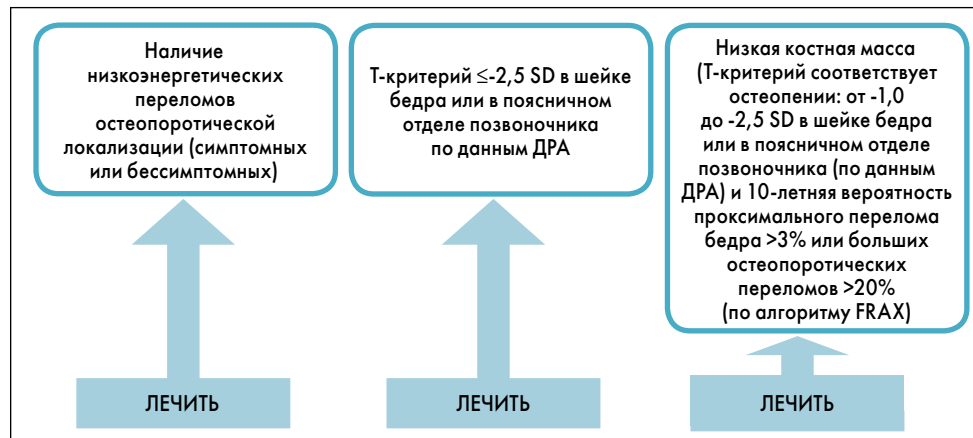 Наличие
низкоэнергетических
переломов
остеопоротической
локализации (симптомных
или бессимптомных)
Т-критерий ≤-2,5 SD в шейке
бедра или в поясничном
отделе позвоночника
по данным ДРА
Низкая костная масса
(Т-критерий соответствует
остеопении: от -1,0
до -2,5 SD в шейке бедра
или в поясничном отделе
позвоночника (по данным
ДРА) и 10-летняя вероятность
проксимального перелома
бедра >3% или больших
остеопоротических
переломов >20%
(по алгоритму FRAX)
ЛЕЧИТЬ
ЛЕЧИТЬ
ЛЕЧИТЬ